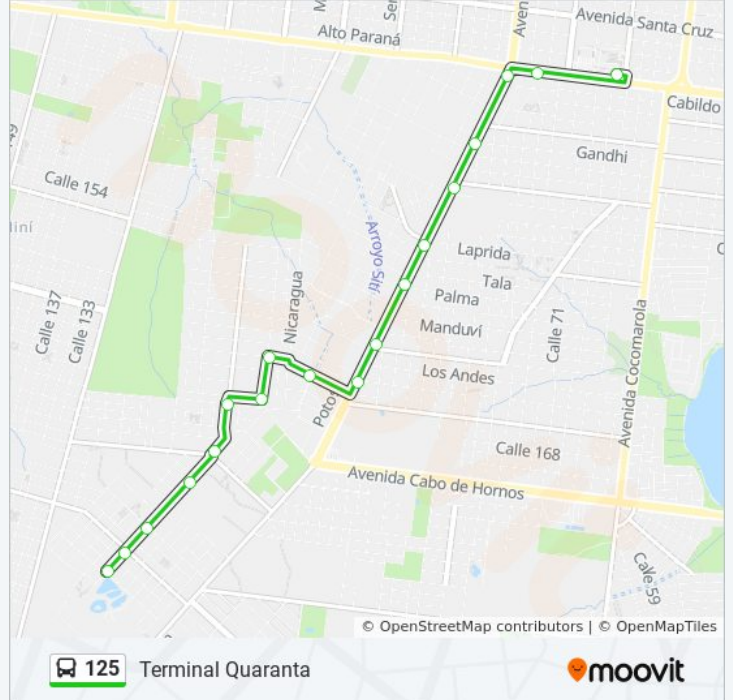 Avenida Santa Cruz
Alto Paraná
Aven
Cabildo
Gandhi
Calle 154
Arroyo Sití
Laprida
Tala
Palma
Manduví
Nicaragua
Calle 137
Calle 133
Calle 71
Avenida Cocomarola
Los Andes
Poto
Calle 168
Avenida Cabo de Hornos
Calle 59
© OpenStreetMap contributors | © OpenMapTiles
125 Terminal Quaranta
moovit